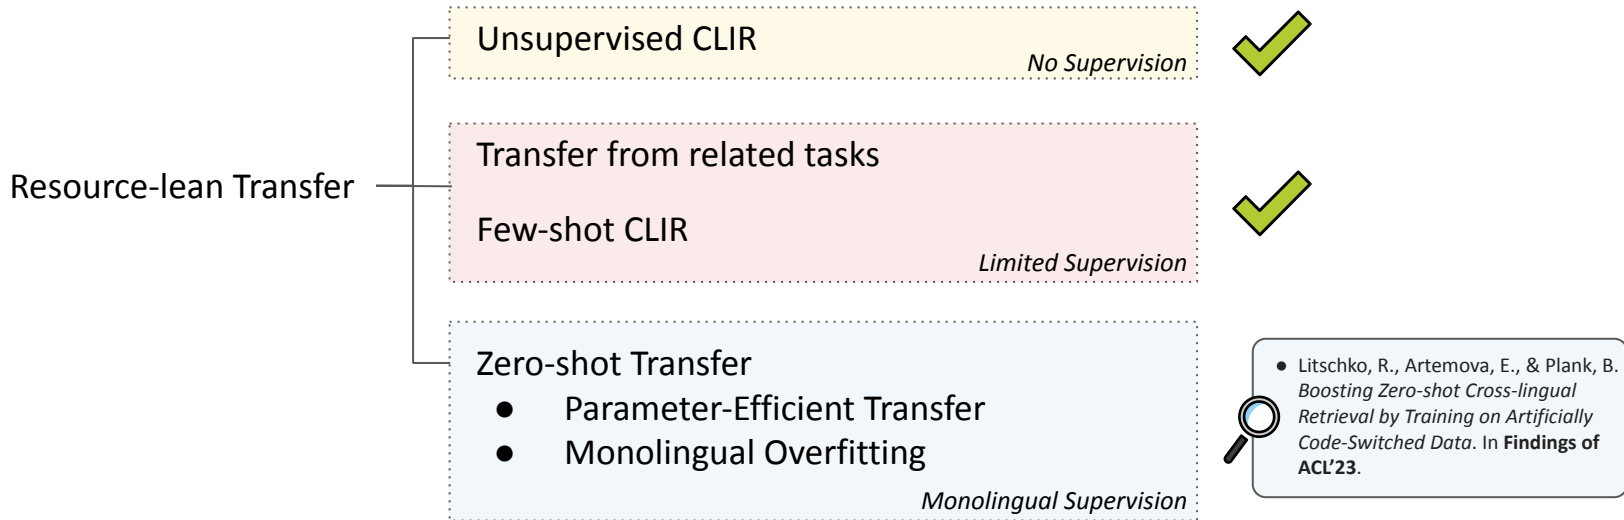 Unsupervised CLIR
No Supervision
Resource-lean Transfer
Transfer from related tasks
Few-shot CLIR
Limited Supervision
Zero-shot Transfer
● Parameter-Efficient Transfer
● Monolingual Overfitting
Monolingual Supervision
● Litschko, R., Artemova, E., & Plank, B.
Boosting Zero-shot Cross-lingual
Retrieval by Training on Artificially
Code-Switched Data. In Findings of
ACL'23.